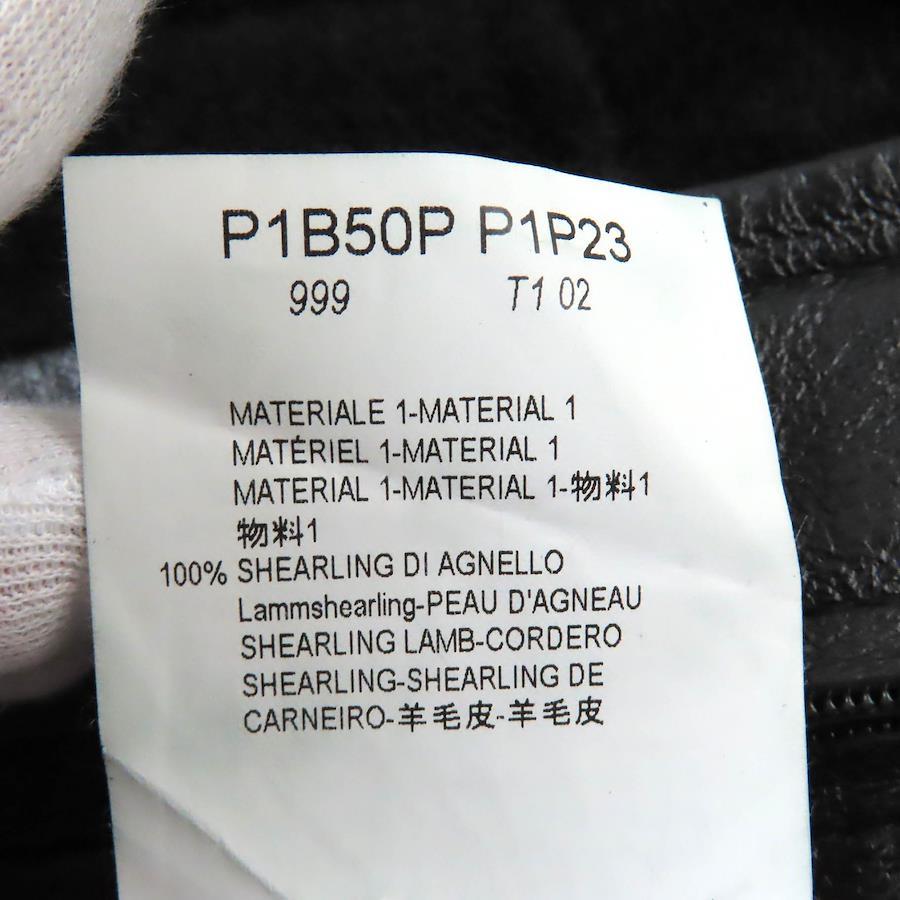 P1B50P P1P23
999 T1 02
MATERIALE 1-MATERIAL 1
MATÉRIEL 1-MATERIAL 1
MATERIAL 1-MATERIAL 1-物料1
物料1
100% SHEARLING DI AGNELLO
Lammshearling-PEAU D'AGNEAU
SHEARLING LAMB-CORDERO
SHEARLING-SHEARLING DE
CARNEIRO-羊毛皮-羊毛皮